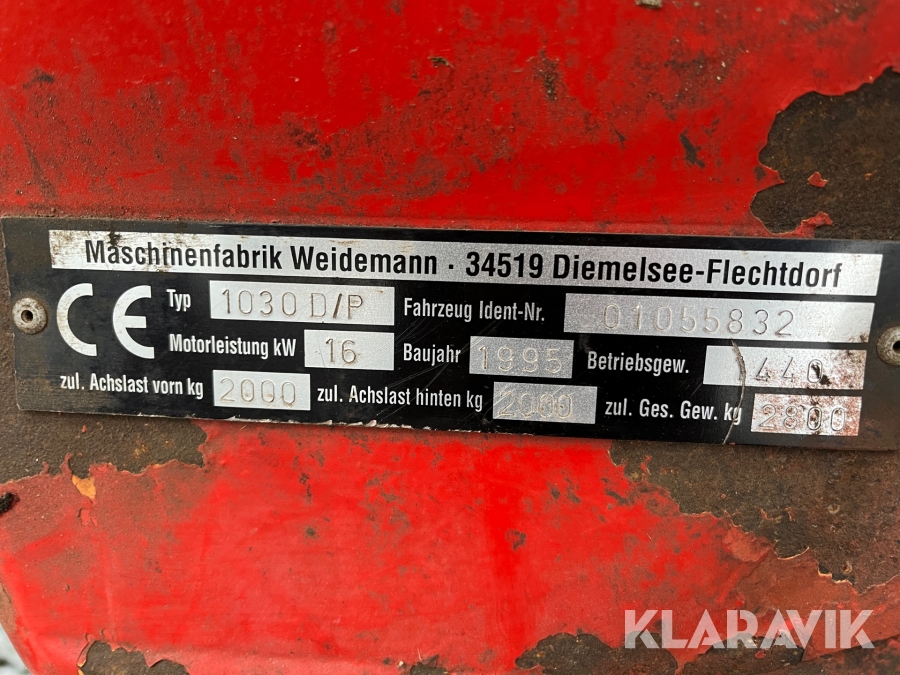 Maschinenfabrik Weidemann · 34519 Diemelsee-Flechtdorf
CE Typ 1030 D/P Fahrzeug Ident-Nr. 01055832
Motorleistung kW 16 Baujahr 1995 Betriebsgew.
zul. Achslast vorn kg 2000 zul. Achslast hinten kg 2000 zul. Ges. Gew. kg 2800
KLARAVIK